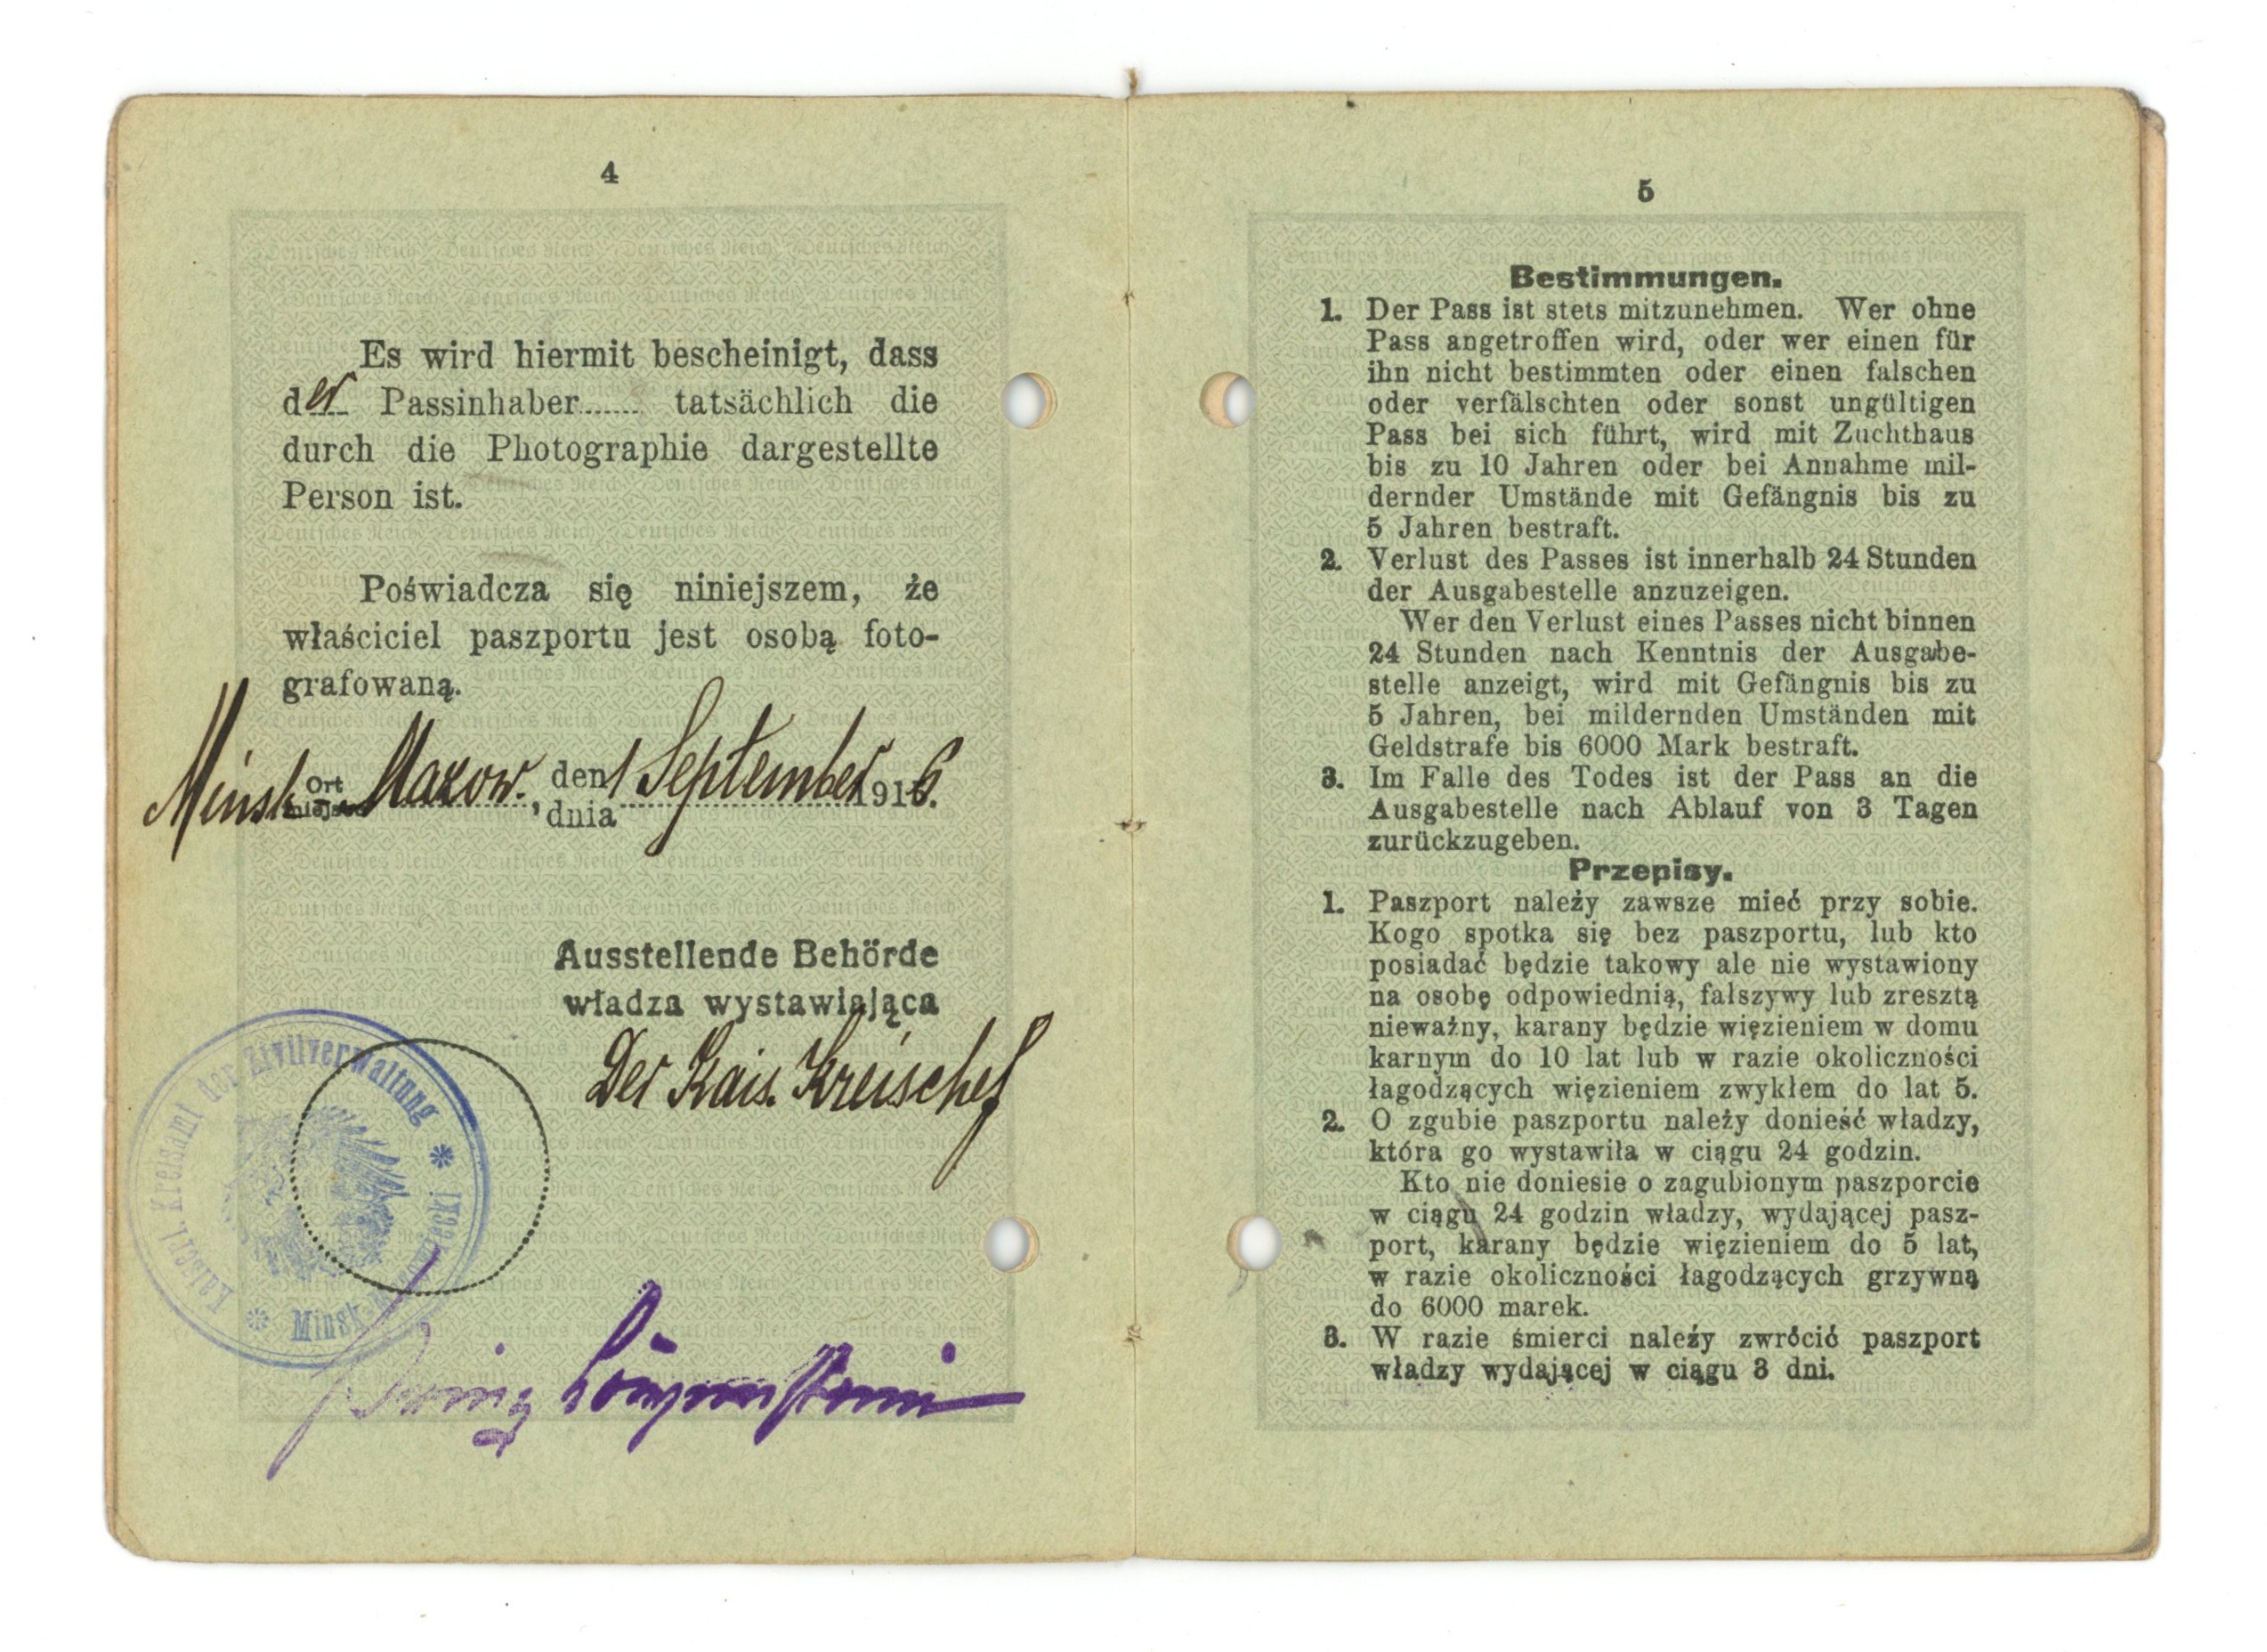 4
Es wird hiermit bescheinigt, dass
der Passinhaber...... tatsächlich die
durch die Photographie dargestellte
Person ist.
Poświadcza się niniejszem, że
właściciel paszportu jest osobą foto-
grafowaną.
Minsk Ort Mazow., den 1 September 1916.
miejsce dnia
Ausstellende Behörde
władza wystawiająca
Der Kais. Kreischef
Kaiserl. Kreisamt der Zivilverwaltung
Minsk-Mazowiecki
5
Bestimmungen.
1. Der Pass ist stets mitzunehmen. Wer ohne
Pass angetroffen wird, oder wer einen für
ihn nicht bestimmten oder einen falschen
oder verfälschten oder sonst ungültigen
Pass bei sich führt, wird mit Zuchthaus
bis zu 10 Jahren oder bei Annahme mil-
dernder Umstände mit Gefängnis bis zu
5 Jahren bestraft.
2. Verlust des Passes ist innerhalb 24 Stunden
der Ausgabestelle anzuzeigen.
Wer den Verlust eines Passes nicht binnen
24 Stunden nach Kenntnis der Ausgabe-
stelle anzeigt, wird mit Gefängnis bis zu
5 Jahren, bei mildernden Umständen mit
Geldstrafe bis 6000 Mark bestraft.
3. Im Falle des Todes ist der Pass an die
Ausgabestelle nach Ablauf von 3 Tagen
zurückzugeben.
Przepisy.
1. Paszport należy zawsze mieć przy sobie.
Kogo spotka się bez paszportu, lub kto
posiadać będzie takowy ale nie wystawiony
na osobę odpowiednią, fałszywy lub zresztą
nieważny, karany będzie więzieniem w domu
karnym do 10 lat lub w razie okoliczności
łagodzących więzieniem zwykłem do lat 5.
2. O zgubie paszportu należy donieść władzy,
która go wystawiła w ciągu 24 godzin.
Kto nie doniesie o zagubionym paszporcie
w ciągu 24 godzin władzy, wydającej pasz-
port, karany będzie więzieniem do 5 lat,
w razie okoliczności łagodzących grzywną
do 6000 marek.
3. W razie śmierci należy zwrócić paszport
władzy wydającej w ciągu 3 dni.